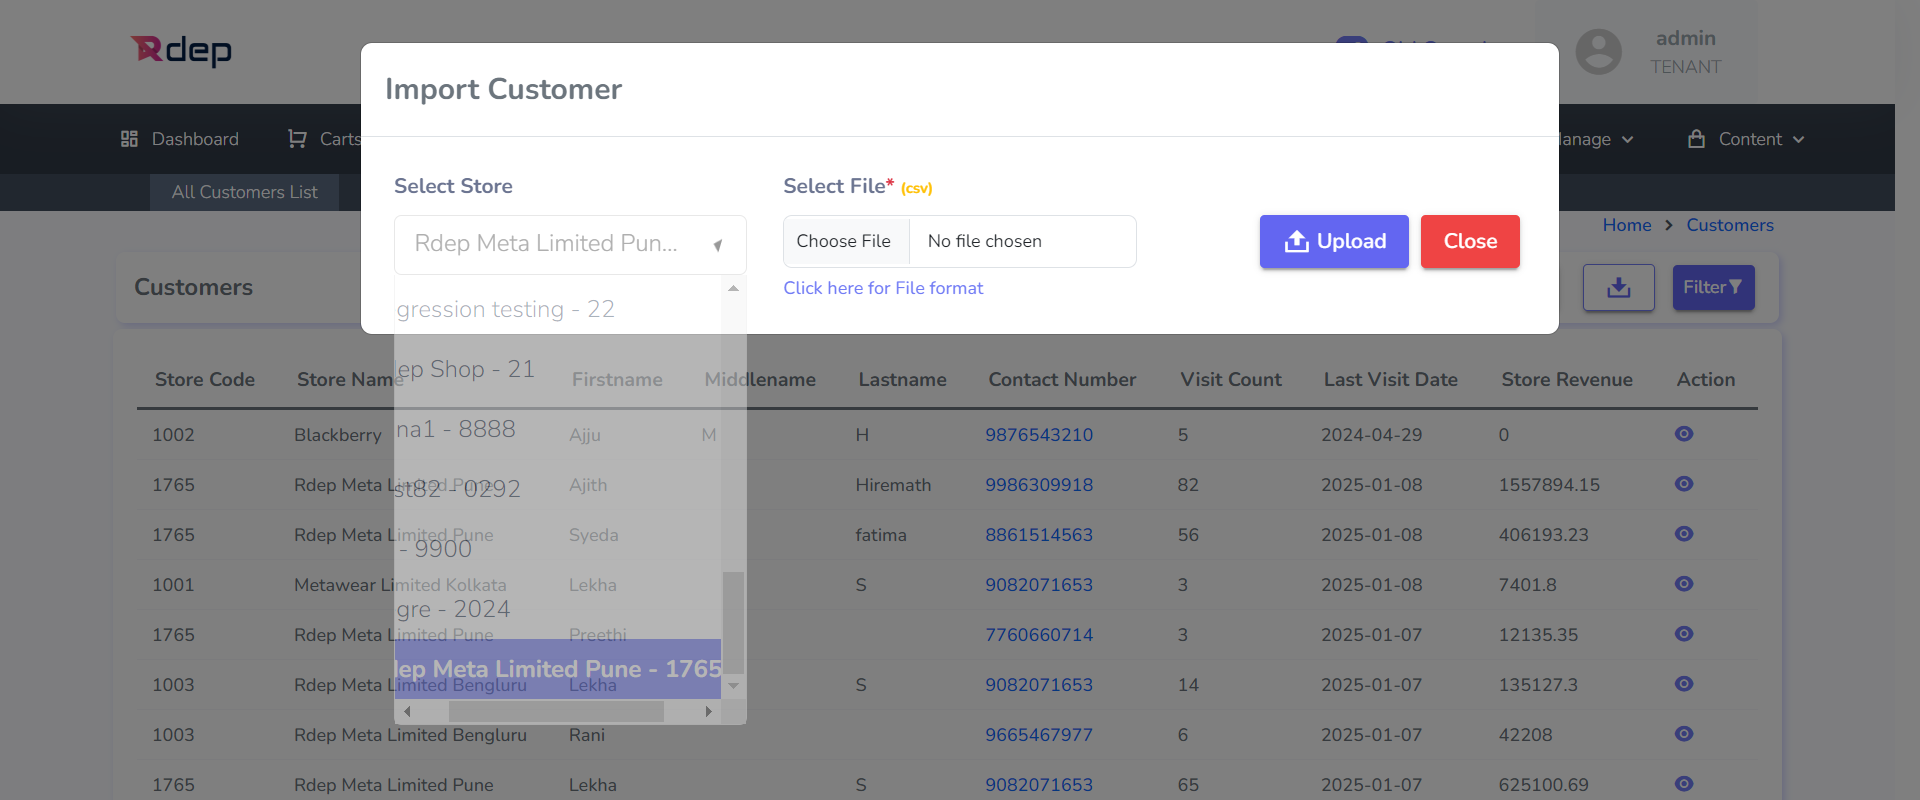 Rdep
admin
TENANT
Import Customer
Dashboard
Carts
Manage
Content
All Customers List
Select Store
Select File* (csv)
Home > Customers
Rdep Meta Limited Pun...
Choose File No file chosen
Upload
Close
Click here for File format
Customers
Filter
gression testing - 22
ep Shop - 21
na1 - 8888
st82 - 0292
- 9900
gre - 2024
dep Meta Limited Pune - 1765
Store Code Store Name Firstname Middlename Lastname Contact Number Visit Count Last Visit Date Store Revenue Action
1002 Blackberry Ajju M H 9876543210 5 2024-04-29 0
1765 Rdep Meta Limited Pune Ajith Hiremath 9986309918 82 2025-01-08 1557894.15
1765 Rdep Meta Limited Pune Syeda fatima 8861514563 56 2025-01-08 406193.23
1001 Metawear Limited Kolkata Lekha S 9082071653 3 2025-01-08 7401.8
1765 Rdep Meta Limited Pune Preethi 7760660714 3 2025-01-07 12135.35
1003 Rdep Meta Limited Bengluru Lekha S 9082071653 14 2025-01-07 135127.3
1003 Rdep Meta Limited Bengluru Rani 9665467977 6 2025-01-07 42208
1765 Rdep Meta Limited Pune Lekha S 9082071653 65 2025-01-07 625100.69